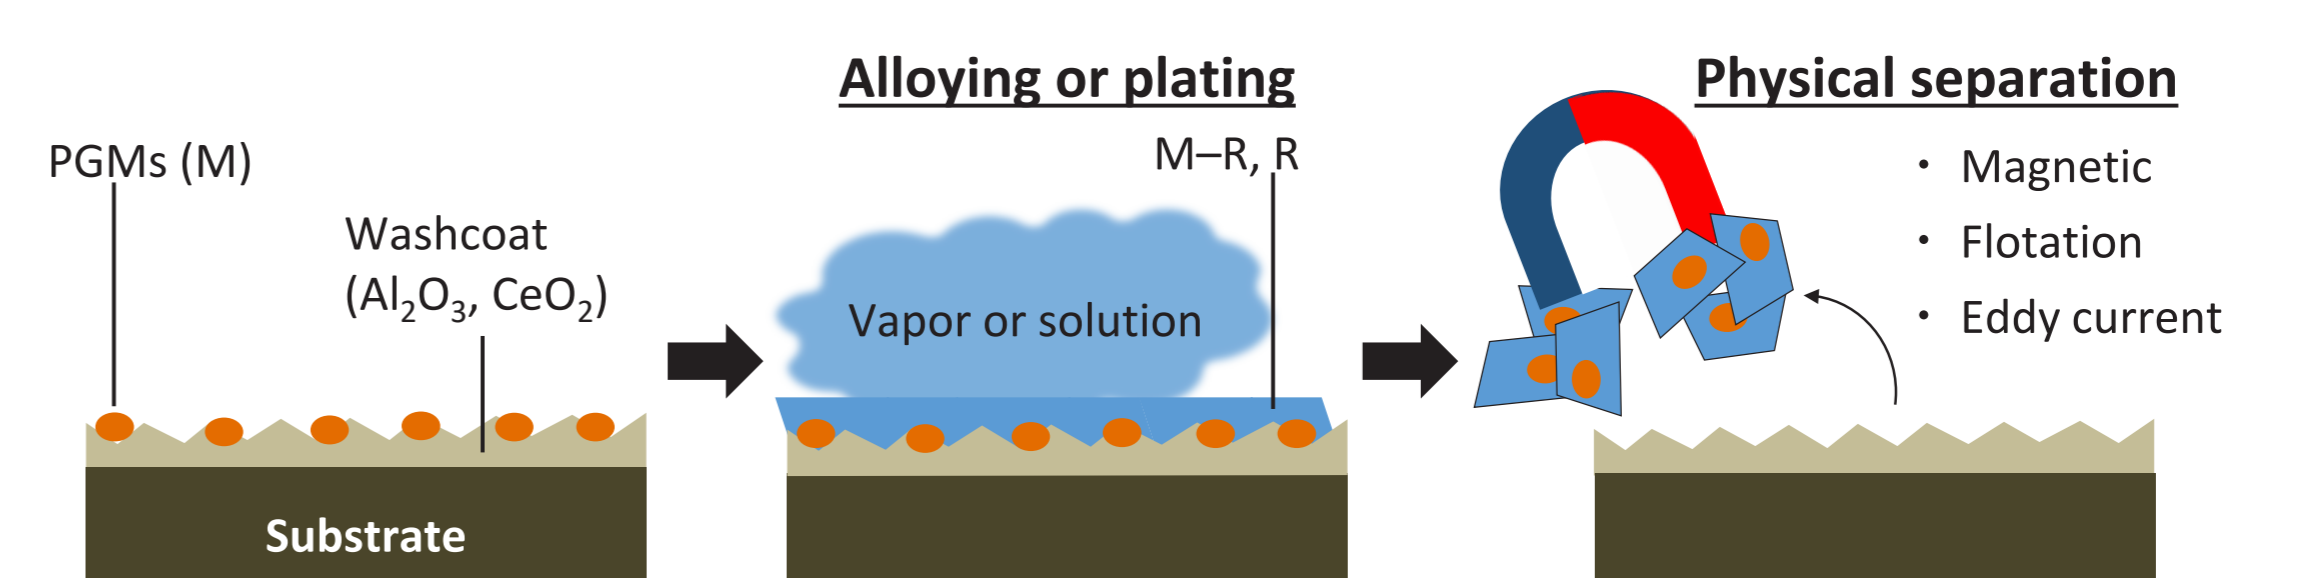 PGMs (M)
Washcoat
(Al₂O₃, CeO₂)
Substrate
Alloying or plating
M–R, R
Vapor or solution
Physical separation
・ Magnetic
・ Flotation
・ Eddy current